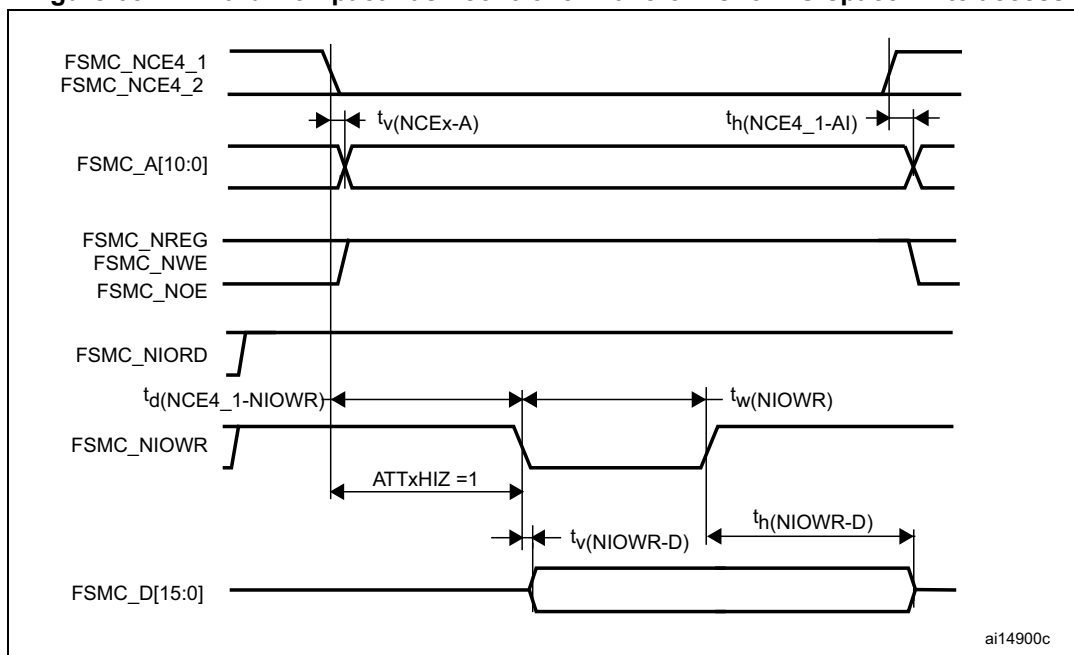 FSMC_NCE4_1
FSMC_NCE4_2
tv(NCEx-A)
th(NCE4_1-AI)
FSMC_A[10:0]
FSMC_NREG
FSMC_NWE
FSMC_NOE
FSMC_NIORD
td(NCE4_1-NIOWR)
tw(NIOWR)
FSMC_NIOWR
ATTxHIZ =1
tv(NIOWR-D)
th(NIOWR-D)
FSMC_D[15:0]
ai14900c